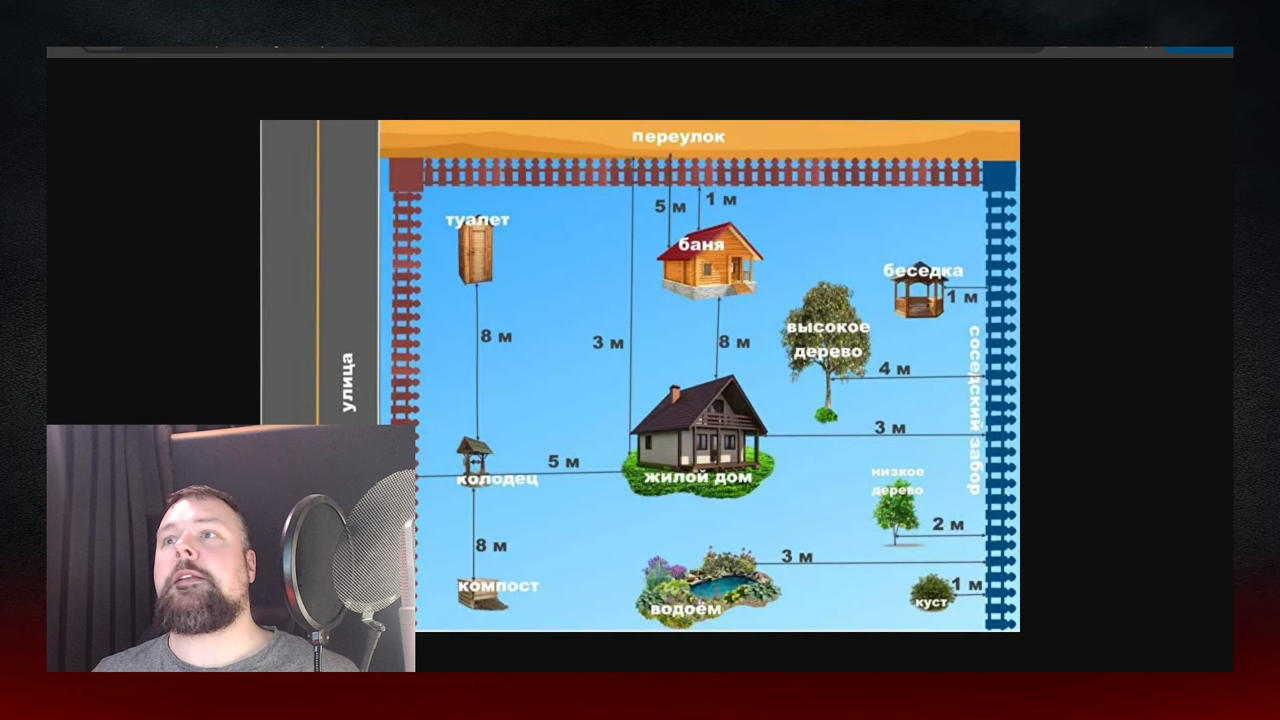 переулок
5 м
1 м
туалет
баня
беседка
1 м
высокое
дерево
8 м
3 м
8 м
4 м
улица
соседский забор
3 м
5 м
колодец
жилой дом
низкое
дерево
2 м
8 м
3 м
компост
водоём
1 м
куст